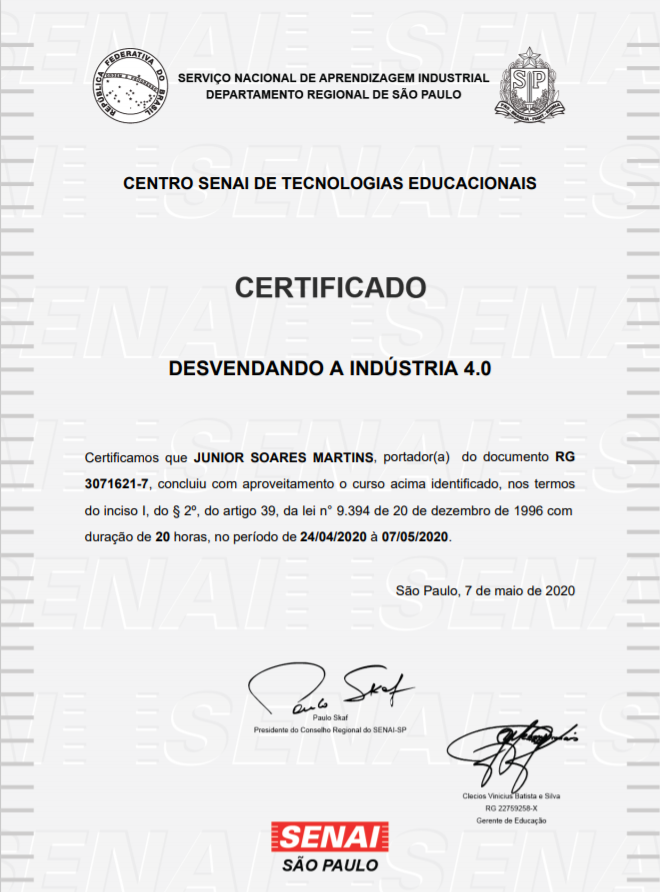 REPÚBLICA FEDERATIVA DO BRASIL
SERVIÇO NACIONAL DE APRENDIZAGEM INDUSTRIAL
DEPARTAMENTO REGIONAL DE SÃO PAULO
SP
CENTRO SENAI DE TECNOLOGIAS EDUCACIONAIS
CERTIFICADO
DESVENDANDO A INDÚSTRIA 4.0
Certificamos que JUNIOR SOARES MARTINS, portador(a) do documento RG
3071621-7, concluiu com aproveitamento o curso acima identificado, nos termos
do inciso I, do § 2º, do artigo 39, da lei n° 9.394 de 20 de dezembro de 1996 com
duração de 20 horas, no período de 24/04/2020 à 07/05/2020.
São Paulo, 7 de maio de 2020
Paulo Skaf
Paulo Skaf
Presidente do Conselho Regional do SENAI-SP
Clecios Vinicius Batista e Silva
RG 22759258-X
Gerente de Educação
SENAI
SÃO PAULO